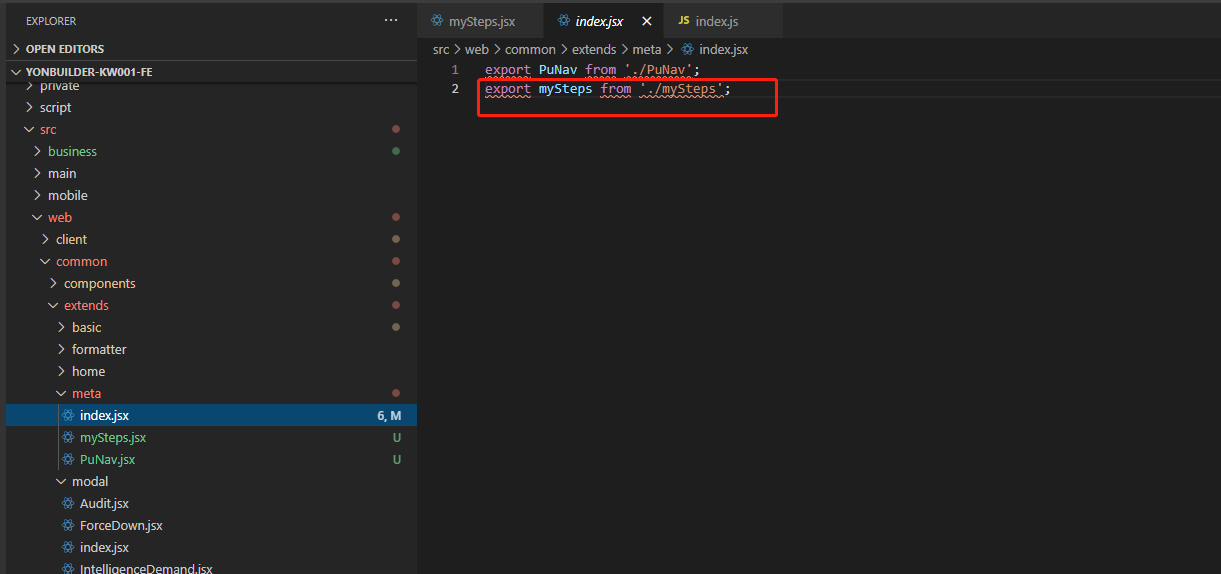 EXPLORER ...
OPEN EDITORS
YONBUILDER-KW001-FE
private
script
src
business
main
mobile
web
client
common
components
extends
basic
formatter
home
meta
index.jsx 6, M
mySteps.jsx U
PuNav.jsx U
modal
Audit.jsx
ForceDown.jsx
index.jsx
IntelligenceDemand.jsx
mySteps.jsx index.jsx JS index.js
src > web > common > extends > meta > index.jsx
1 export PuNav from './PuNav';
2 export mySteps from './mySteps';